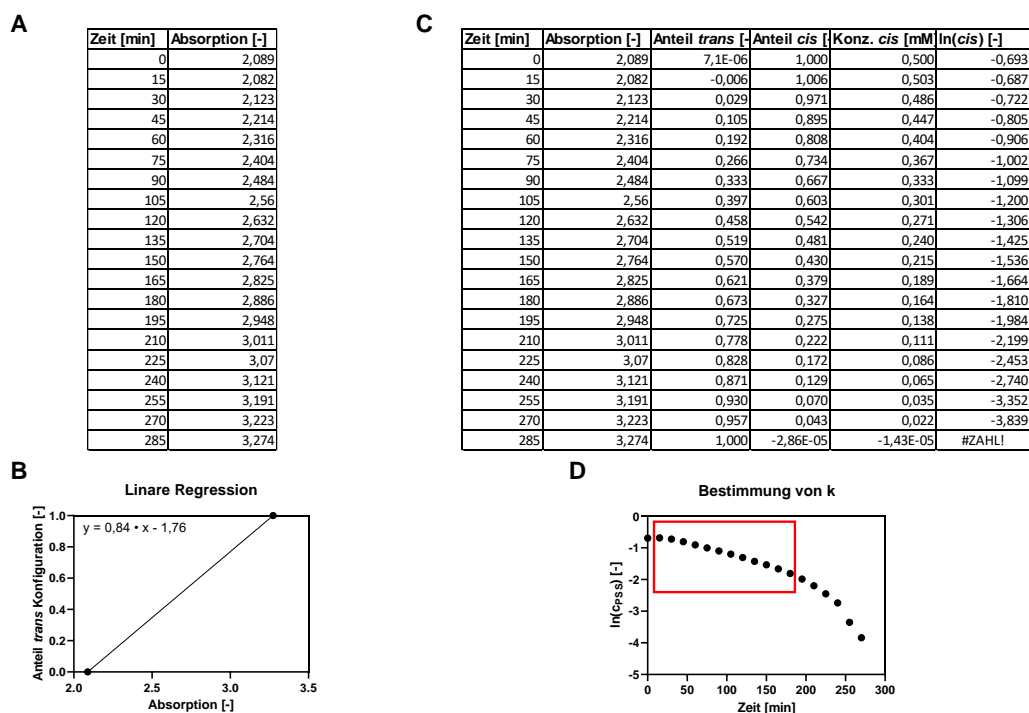 A
Zeit [min] Absorption [-]
0 2,089
15 2,082
30 2,123
45 2,214
60 2,316
75 2,404
90 2,484
105 2,56
120 2,632
135 2,704
150 2,764
165 2,825
180 2,886
195 2,948
210 3,011
225 3,07
240 3,121
255 3,191
270 3,223
285 3,274
C
Zeit [min] Absorption [-] Anteil trans [- Anteil cis [- Konz. cis [mM] ln(cis) [-]
0 2,089 7,1E-06 1,000 0,500 -0,693
15 2,082 -0,006 1,006 0,503 -0,687
30 2,123 0,029 0,971 0,486 -0,722
45 2,214 0,105 0,895 0,447 -0,805
60 2,316 0,192 0,808 0,404 -0,906
75 2,404 0,266 0,734 0,367 -1,002
90 2,484 0,333 0,667 0,333 -1,099
105 2,56 0,397 0,603 0,301 -1,200
120 2,632 0,458 0,542 0,271 -1,306
135 2,704 0,519 0,481 0,240 -1,425
150 2,764 0,570 0,430 0,215 -1,536
165 2,825 0,621 0,379 0,189 -1,664
180 2,886 0,673 0,327 0,164 -1,810
195 2,948 0,725 0,275 0,138 -1,984
210 3,011 0,778 0,222 0,111 -2,199
225 3,07 0,828 0,172 0,086 -2,453
240 3,121 0,871 0,129 0,065 -2,740
255 3,191 0,930 0,070 0,035 -3,352
270 3,223 0,957 0,043 0,022 -3,839
285 3,274 1,000 -2,86E-05 -1,43E-05 #ZAHL!
B
Linare Regression
y = 0,84 • x - 1,76
Anteil trans Konfiguration [-]
1.0
0.8
0.6
0.4
0.2
0.0
2.0 2.5 3.0 3.5
Absorption [-]
D
Bestimmung von k
ln(cPSS) [-]
0
-1
-2
-3
-4
-5
0 50 100 150 200 250 300
Zeit [min]